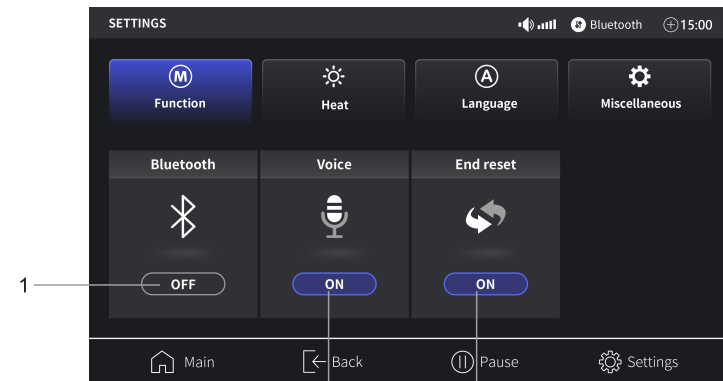 SETTINGS
Bluetooth
15:00
M
A
Function
Heat
Language
Miscellaneous
Bluetooth
Voice
End reset
OFF
ON
ON
1
Main
Back
Pause
Settings